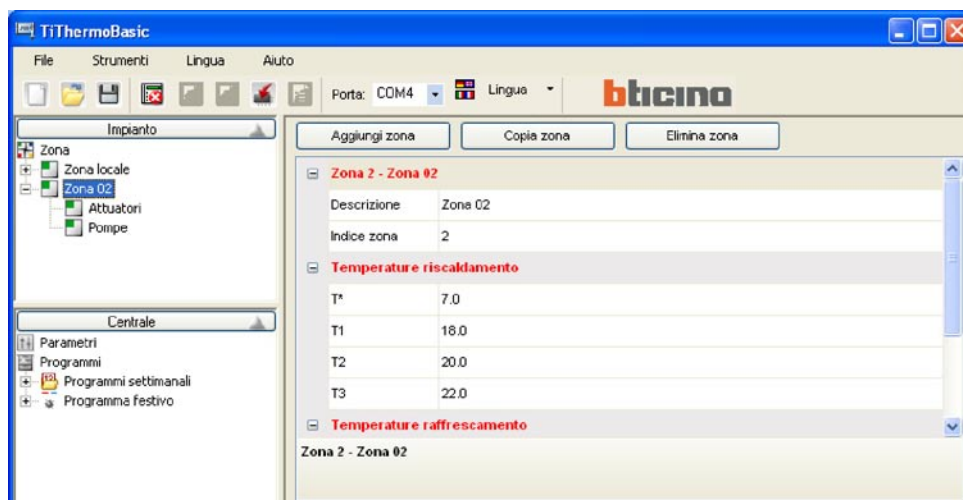 TiThermoBasic
File Strumenti Lingua Aiuto
Porta: COM4 Lingua bticino
Impianto
Zona
Zona locale
Zona 02
Attuatori
Pompe
Centrale
Parametri
Programmi
Programmi settimanali
Programma festivo
Aggiungi zona Copia zona Elimina zona
Zona 2 - Zona 02
Descrizione Zona 02
Indice zona 2
Temperature riscaldamento
T* 7.0
T1 18.0
T2 20.0
T3 22.0
Temperature raffrescamento
Zona 2 - Zona 02